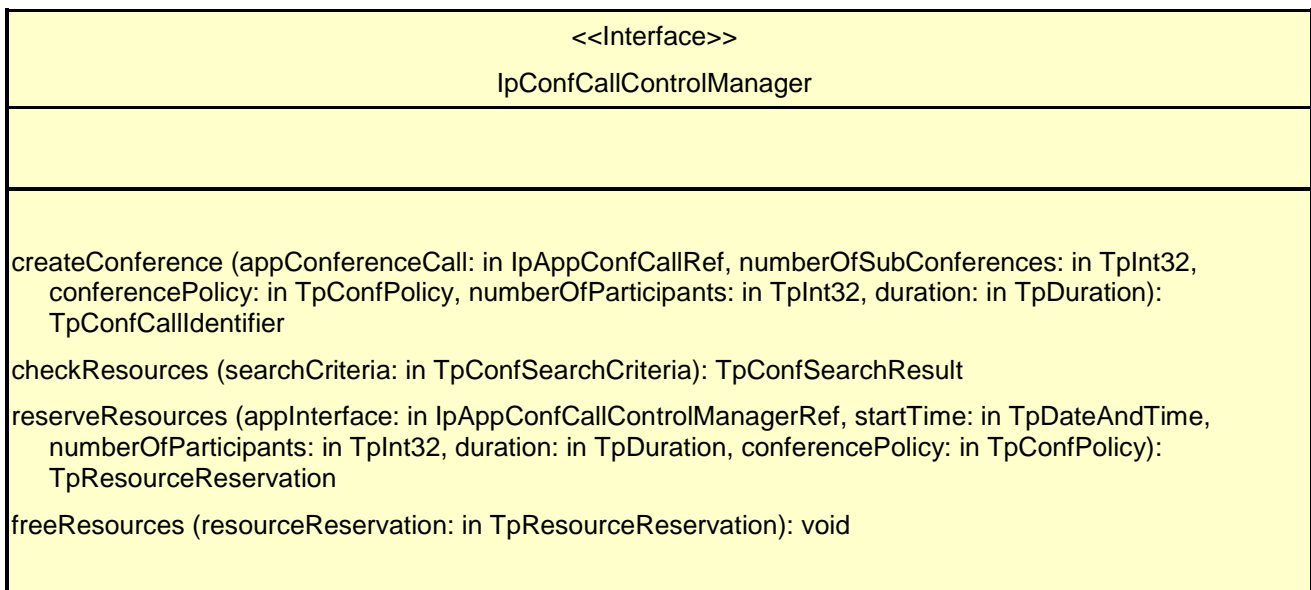 <<Interface>>
IpConfCallControlManager
createConference (appConferenceCall: in IpAppConfCallRef, numberOfSubConferences: in TpInt32,
conferencePolicy: in TpConfPolicy, numberOfParticipants: in TpInt32, duration: in TpDuration):
TpConfCallIdentifier
checkResources (searchCriteria: in TpConfSearchCriteria): TpConfSearchResult
reserveResources (appInterface: in IpAppConfCallControlManagerRef, startTime: in TpDateAndTime,
numberOfParticipants: in TpInt32, duration: in TpDuration, conferencePolicy: in TpConfPolicy):
TpResourceReservation
freeResources (resourceReservation: in TpResourceReservation): void